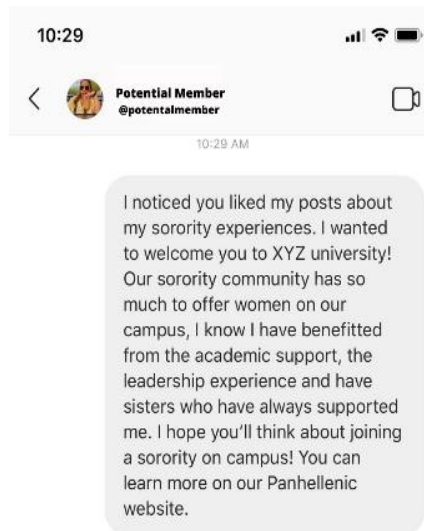 10:29
Potential Member
@potentalmember
10:29 AM
I noticed you liked my posts about
my sorority experiences. I wanted
to welcome you to XYZ university!
Our sorority community has so
much to offer women on our
campus, I know I have benefitted
from the academic support, the
leadership experience and have
sisters who have always supported
me. I hope you'll think about joining
a sorority on campus! You can
learn more on our Panhellenic
website.